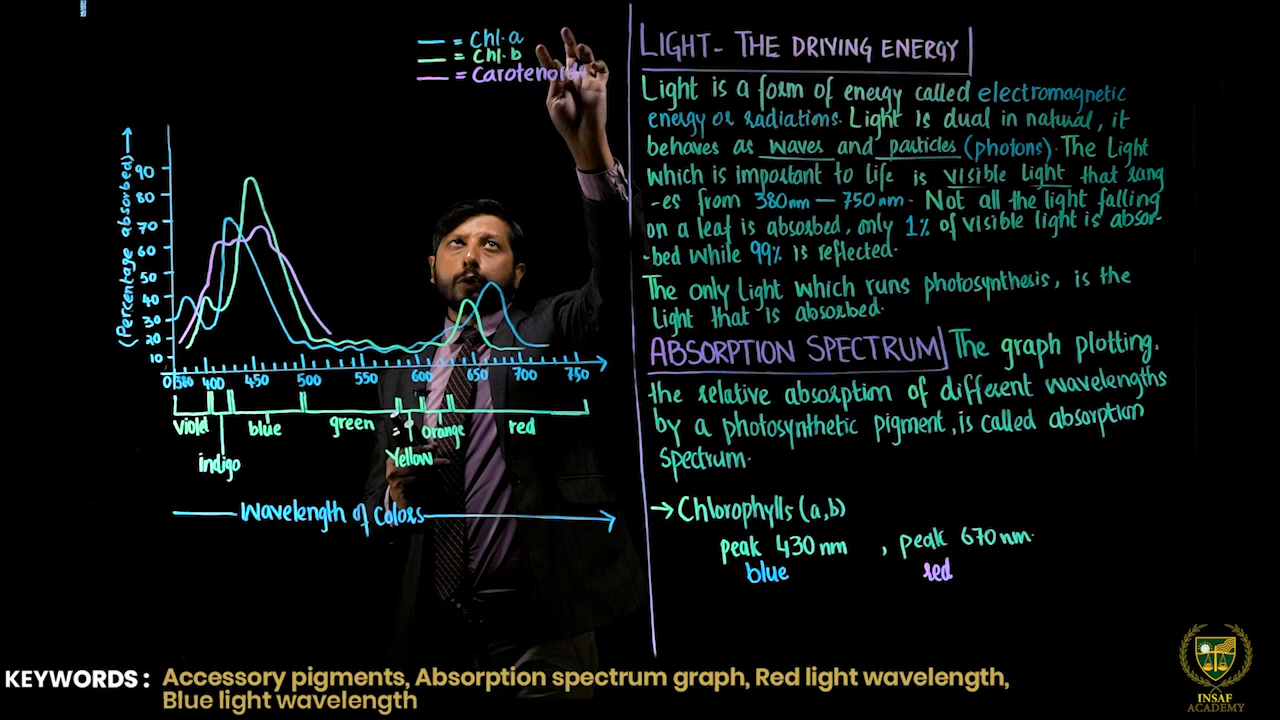 = Chl·a
= Chl·b
= Carotenoids
(Percentage absorbed)
90
80
70
60
50
40
30
20
10
0 380 400 450 500 550 600 650 700 750
violet
indigo
blue
green
Yellow
orange
red
Wavelength of Colors
LIGHT - THE DRIVING ENERGY
Light is a form of energy called electromagnetic
energy or radiations. Light is dual in natural, it
behaves as waves and particles (photons). The Light
which is important to life is visible Light that rang
-es from 380nm — 750nm. Not all the light falling
on a leaf is absorbed, only 1% of visible light is absor-
-bed while 99% is reflected.
The only Light which runs photosynthesis, is the
Light that is absorbed.
ABSORPTION SPECTRUM The graph plotting,
the relative absorption of different wavelengths
by a photosynthetic pigment, is called absorption
spectrum.
→ Chlorophylls (a,b)
peak 430 nm , peak 670 nm.
blue red
KEYWORDS : Accessory pigments, Absorption spectrum graph, Red light wavelength,
Blue light wavelength
INSAF
ACADEMY